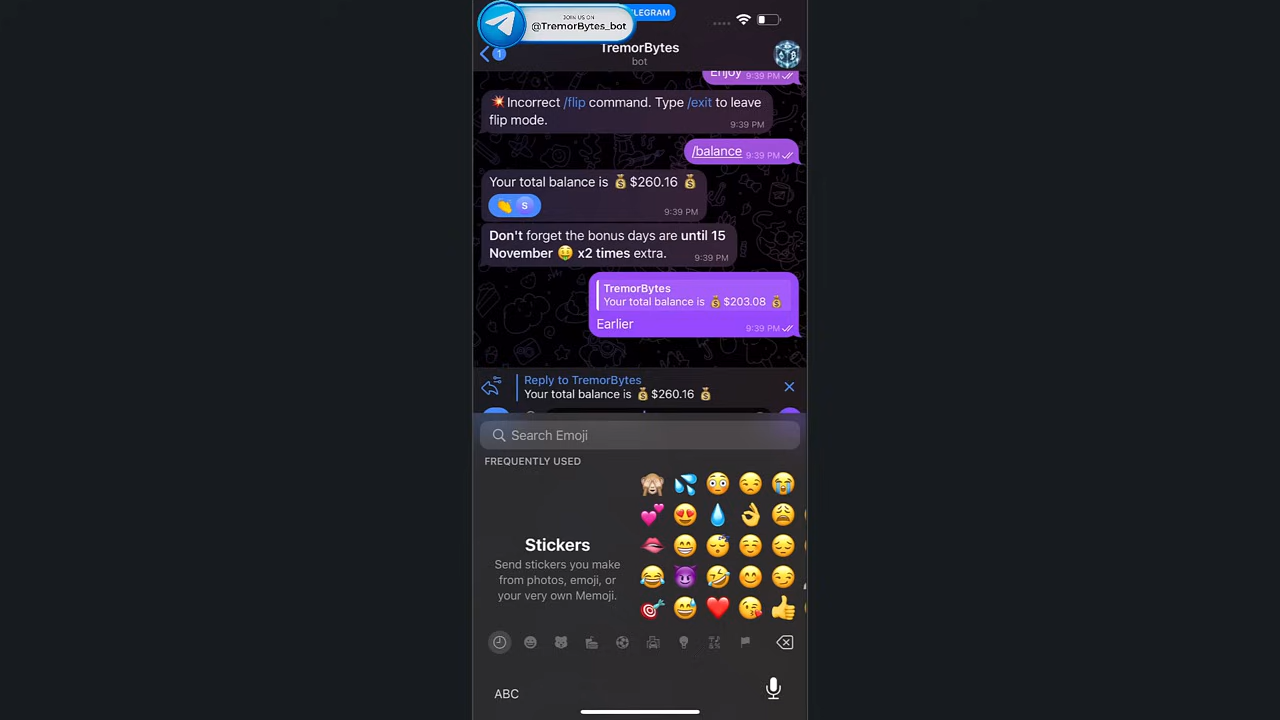 JOIN US ON
TELEGRAM
@TremorBytes_bot
1
TremorBytes
bot
Enjoy 9:39 PM
💥Incorrect /flip command. Type /exit to leave
flip mode.
9:39 PM
/balance 9:39 PM
Your total balance is 💰$260.16 💰
👏 S
9:39 PM
Don't forget the bonus days are until 15
November 🤑 x2 times extra. 9:39 PM
TremorBytes
Your total balance is 💰$203.08 💰
Earlier 9:39 PM
Reply to TremorBytes
Your total balance is 💰$260.16 💰
Search Emoji
FREQUENTLY USED
Stickers
Send stickers you make
from photos, emoji, or
your very own Memoji.
ABC